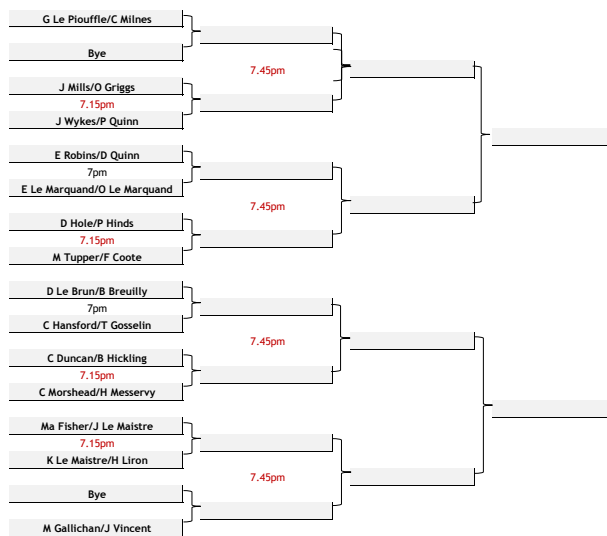 G Le Piouffle/C Milnes
Bye
7.45pm
J Mills/O Griggs
7.15pm
J Wykes/P Quinn
E Robins/D Quinn
7pm
E Le Marquand/O Le Marquand
7.45pm
D Hole/P Hinds
7.15pm
M Tupper/F Coote
D Le Brun/B Breuilly
7pm
C Hansford/T Gosselin
7.45pm
C Duncan/B Hickling
7.15pm
C Morshead/H Messervy
Ma Fisher/J Le Maistre
7.15pm
K Le Maistre/H Liron
7.45pm
Bye
M Gallichan/J Vincent